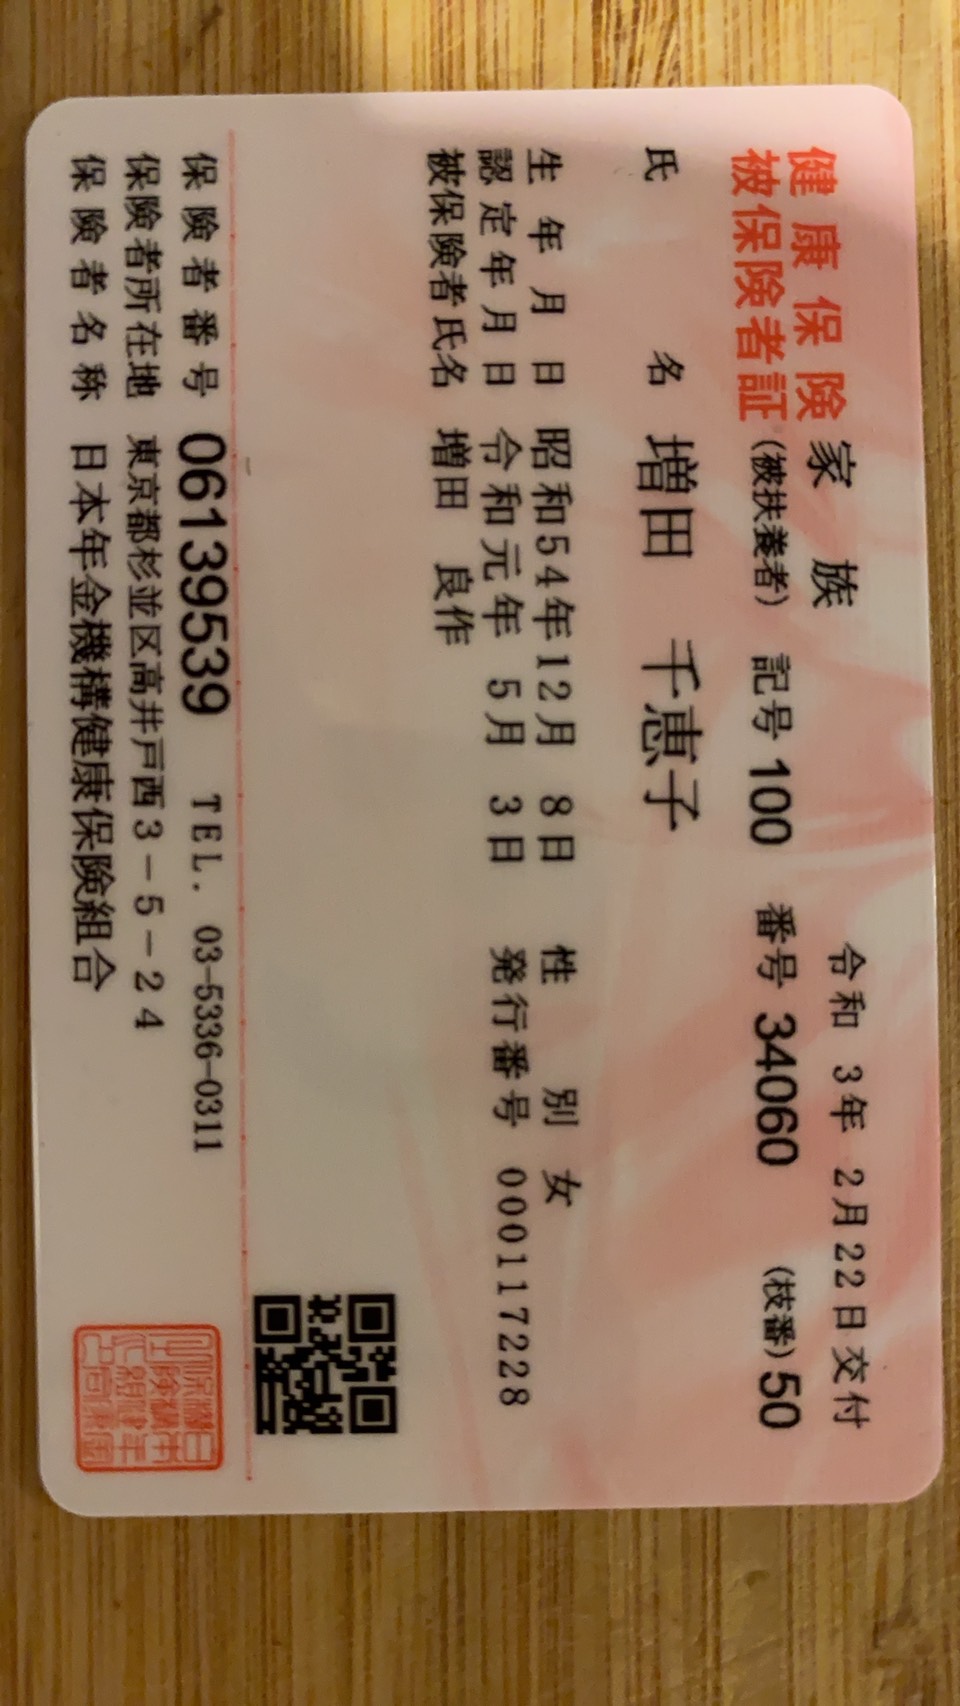 健康保険 家族 令和 3年 2月22日交付
被保険者証 (被扶養者) 記号 100 番号 34060 (枝番) 50
氏名 増田 千恵子
生年月日 昭和54年12月 8日 性別 女
認定年月日 令和元年 5月 3日 発行番号 000117228
被保険者氏名 増田 良作
保険者番号 06139539 TEL. 03-5336-0311
保険者所在地 東京都杉並区高井戸西3-5-24
保険者名称 日本年金機構健康保険組合